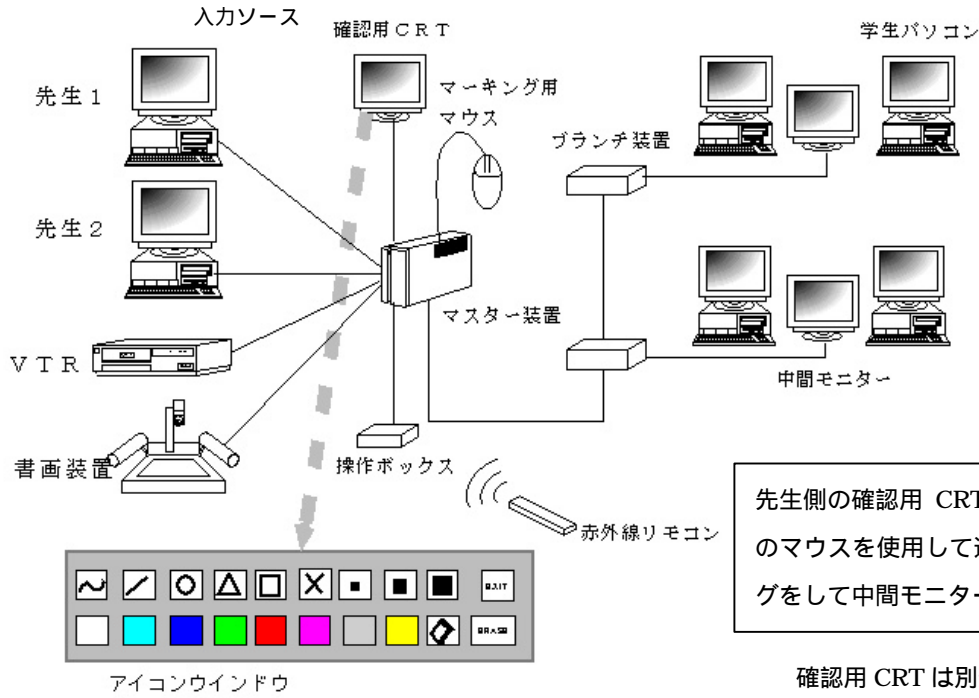 入力ソース
確認用ＣＲＴ
学生パソコン
先生１
マーキング用
マウス
ブランチ装置
先生２
マスター装置
ＶＴＲ
中間モニター
書画装置
操作ボックス
赤外線リモコン
先生側の確認用 CRT
のマウスを使用して
グをして中間モニター
EXIT
ERASE
アイコンウインドウ
確認用 CRT は別